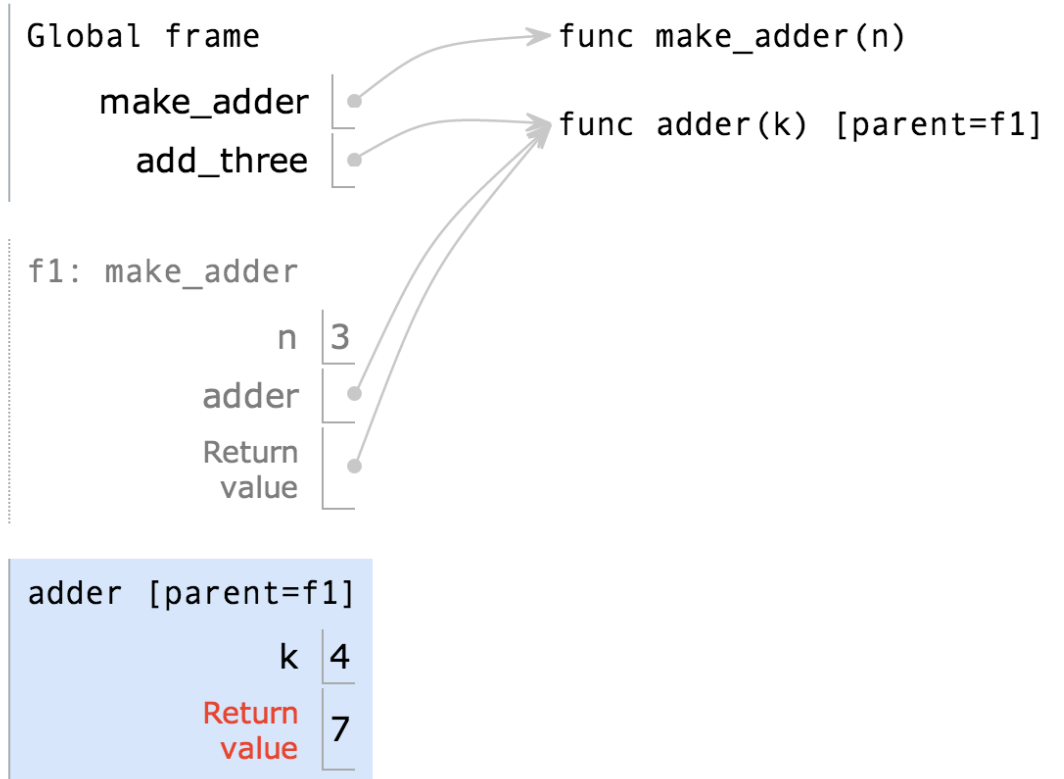 Global frame
func make_adder(n)
make_adder
func adder(k) [parent=f1]
add_three
f1: make_adder
n 3
adder
Return
value
adder [parent=f1]
k 4
Return
value 7